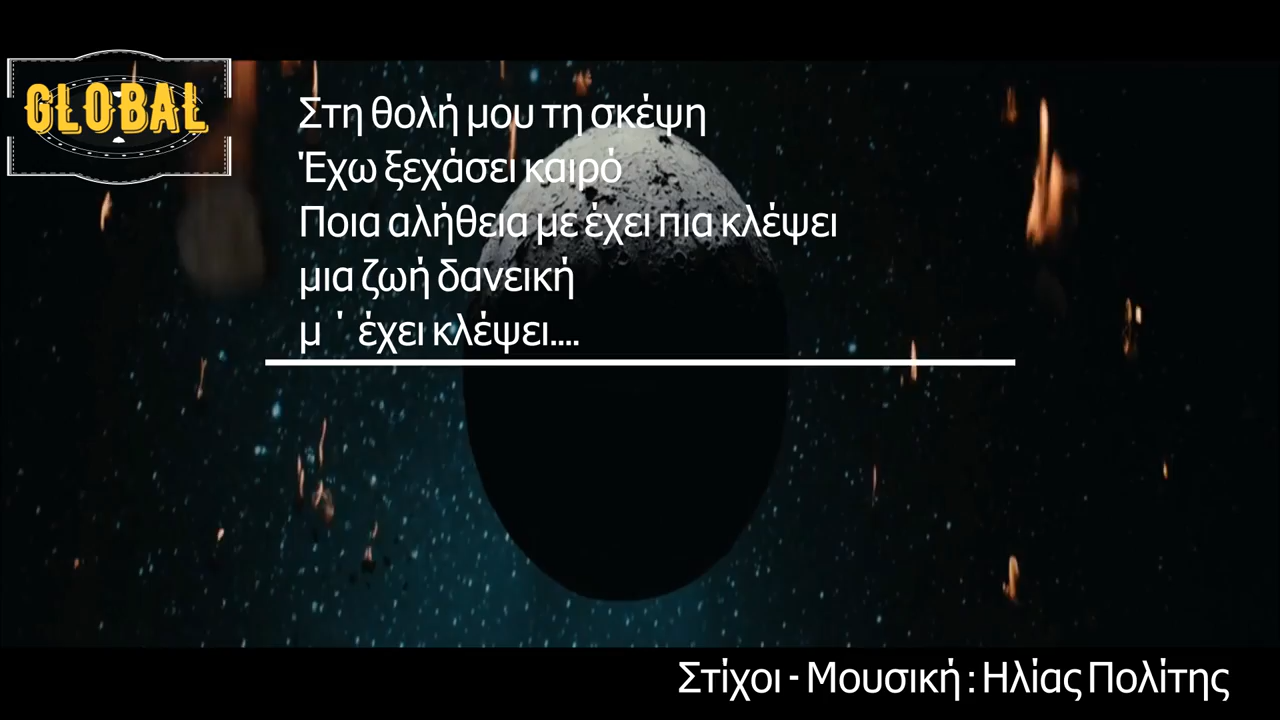 GLOBAL
Στη θολή μου τη σκέψη
Έχω ξεχάσει καιρό
Ποια αλήθεια με έχει πια κλέψει
μια ζωή δανεική
μ ΄ έχει κλέψει....
Στίχοι - Μουσική : Ηλίας Πολίτης